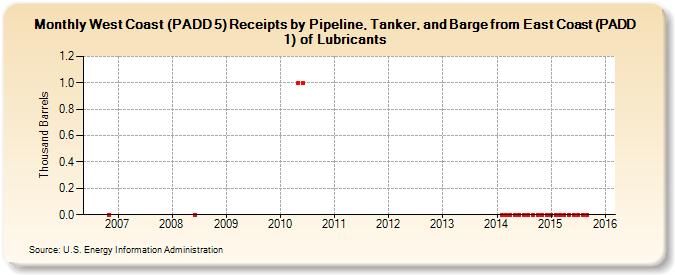 Monthly West Coast (PADD 5) Receipts by Pipeline, Tanker, and Barge from East Coast (PADD
1) of Lubricants
Thousand Barrels
1.2
1.0
0.8
0.6
0.4
0.2
0.0
2007 2008 2009 2010 2011 2012 2013 2014 2015 2016
Source: U.S. Energy Information Administration